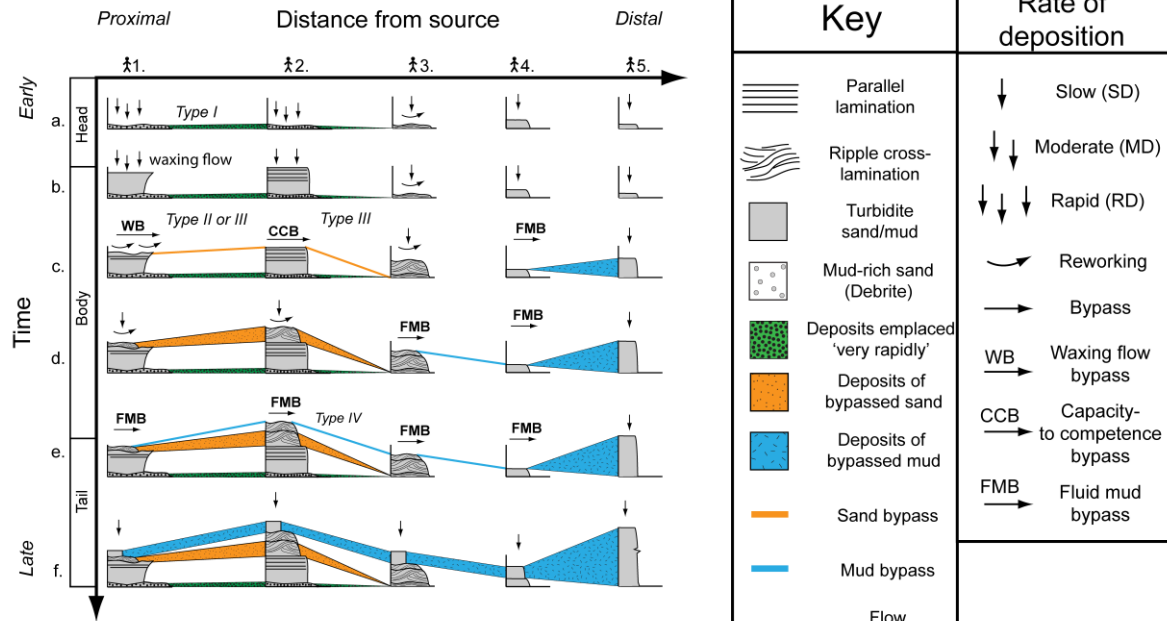 Proximal
Distance from source
Distal
1.
2.
3.
4.
5.
Time
Early
Late
Head
Body
Tail
a.
Type I
b.
waxing flow
Type II or III
Type III
c.
WB
CCB
FMB
d.
FMB
FMB
e.
FMB
FMB
Type IV
FMB
FMB
f.
Key
Parallel
lamination
Ripple cross-
lamination
Turbidite
sand/mud
Mud-rich sand
(Debrite)
Deposits emplaced
'very rapidly'
Deposits of
bypassed sand
Deposits of
bypassed mud
Sand bypass
Mud bypass
Flow
Rate of
deposition
Slow (SD)
Moderate (MD)
Rapid (RD)
Reworking
Bypass
WB
Waxing flow
bypass
CCB
Capacity-
to competence
bypass
FMB
Fluid mud
bypass